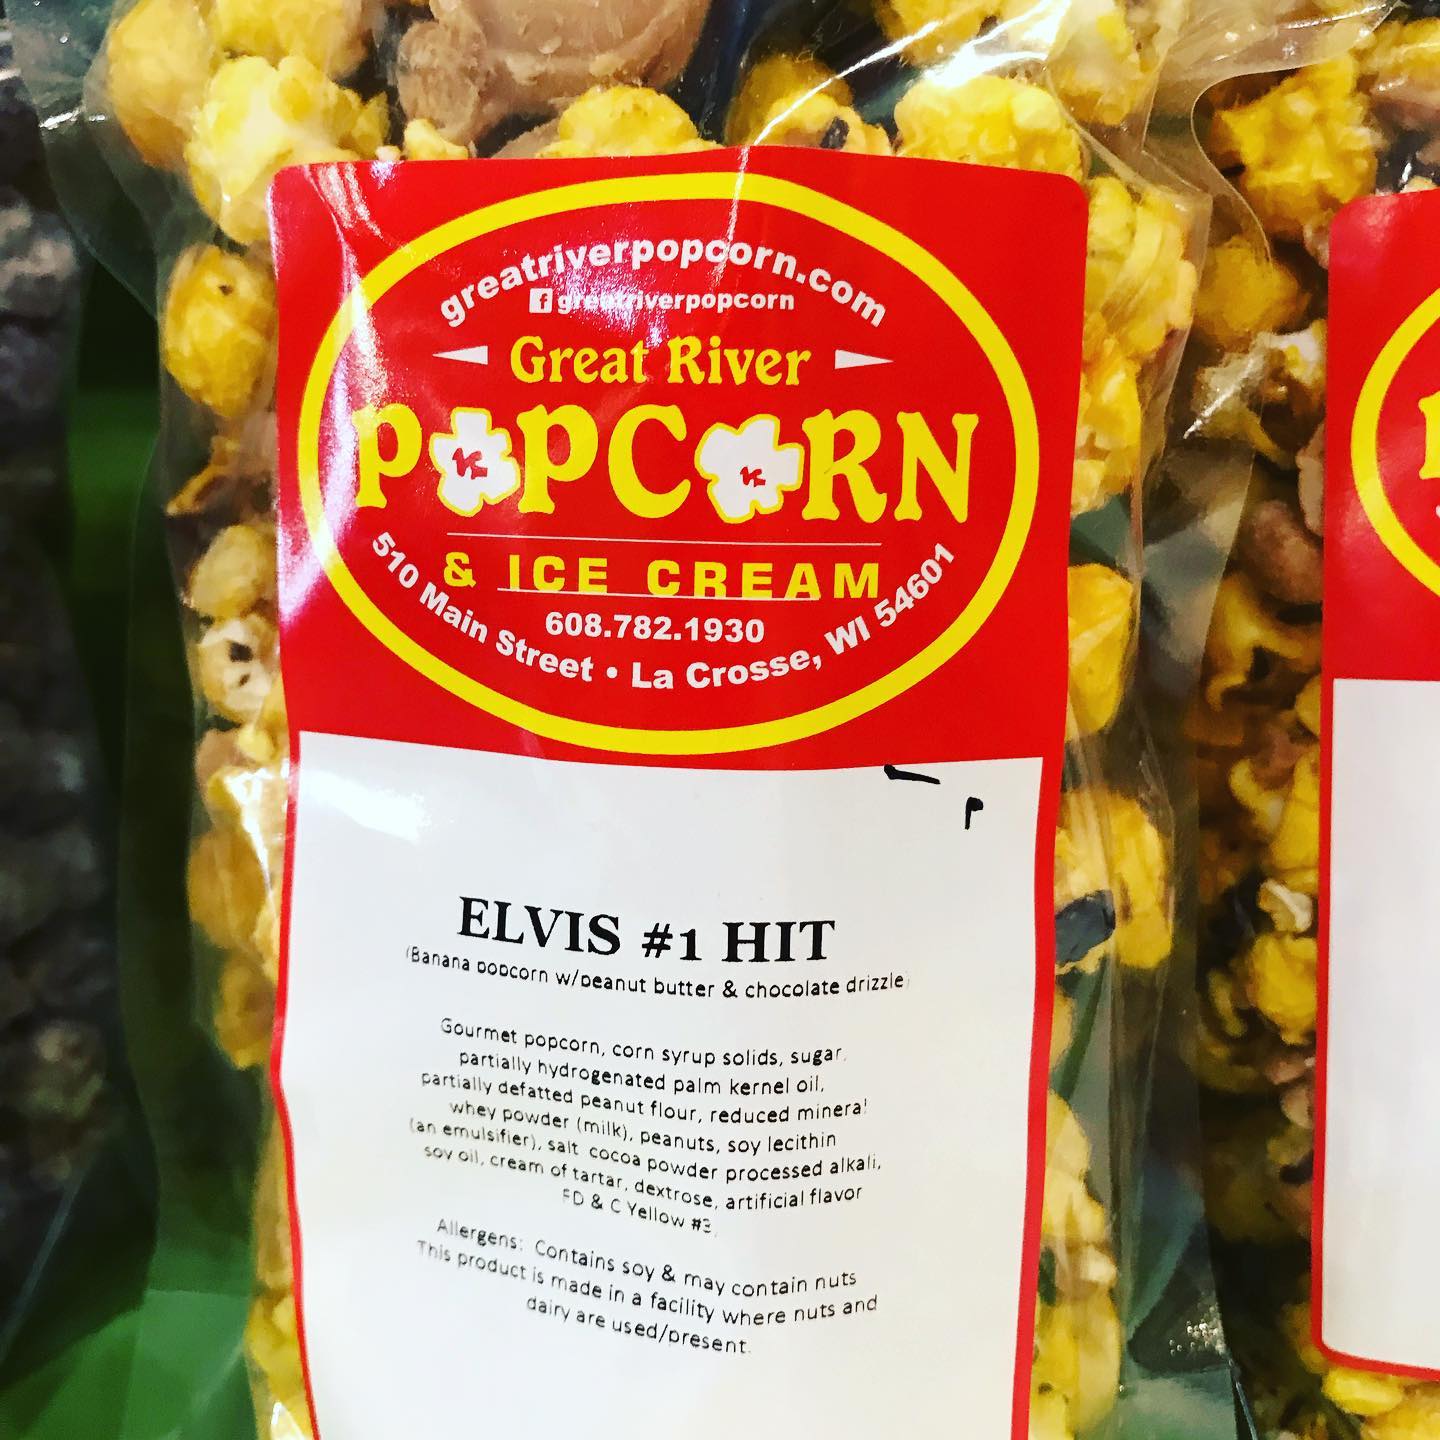 greatriverpopcorn.com
greatriverpopcorn
Great River
POPCORN
& ICE CREAM
608.782.1930
510 Main Street • La Crosse, WI 54601
ELVIS #1 HIT
(Banana popcorn w/peanut butter & chocolate drizzle)
Gourmet popcorn, corn syrup solids, sugar,
partially hydrogenated palm kernel oil,
partially defatted peanut flour, reduced mineral
whey powder (milk), peanuts, soy lecithin
(an emulsifier), salt cocoa powder processed alkali,
soy oil, cream of tartar, dextrose, artificial flavor
FD & C Yellow
Allergens: Contains soy & may contain nuts
This product is made in a facility where nuts and
dairy are used/present.